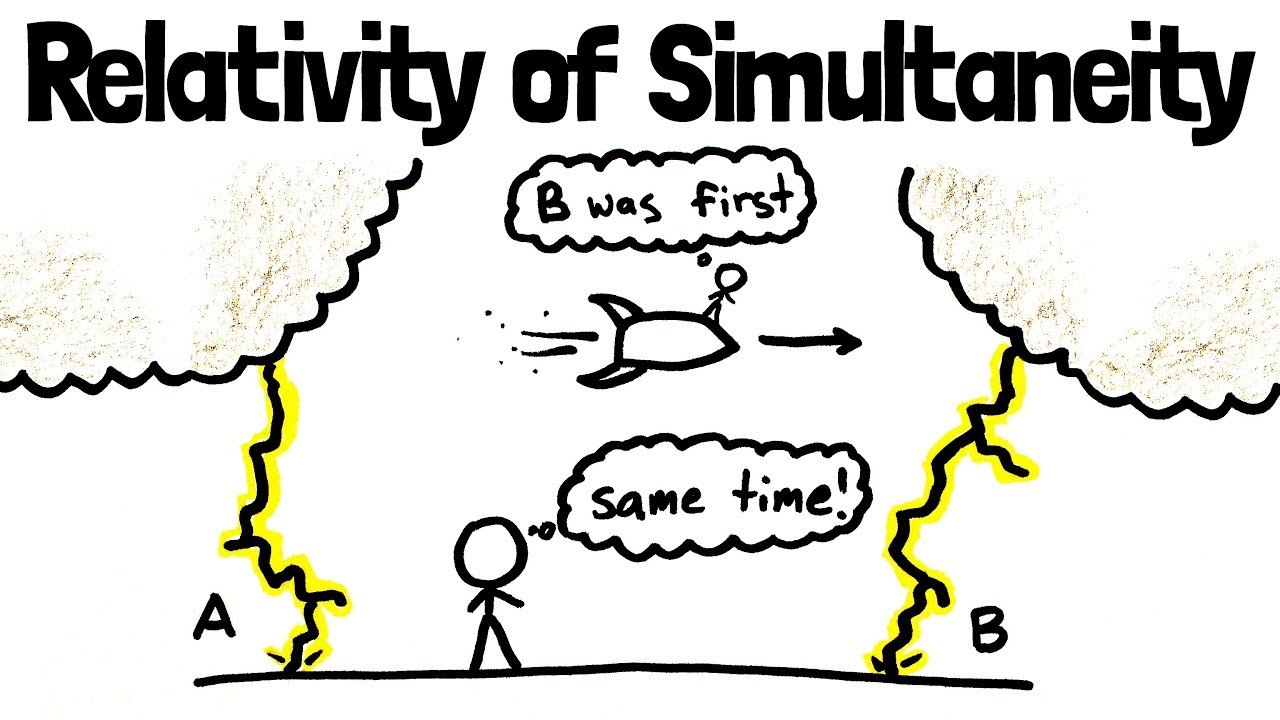 Relativity of Simultaneity
B was first
same time!
A
B